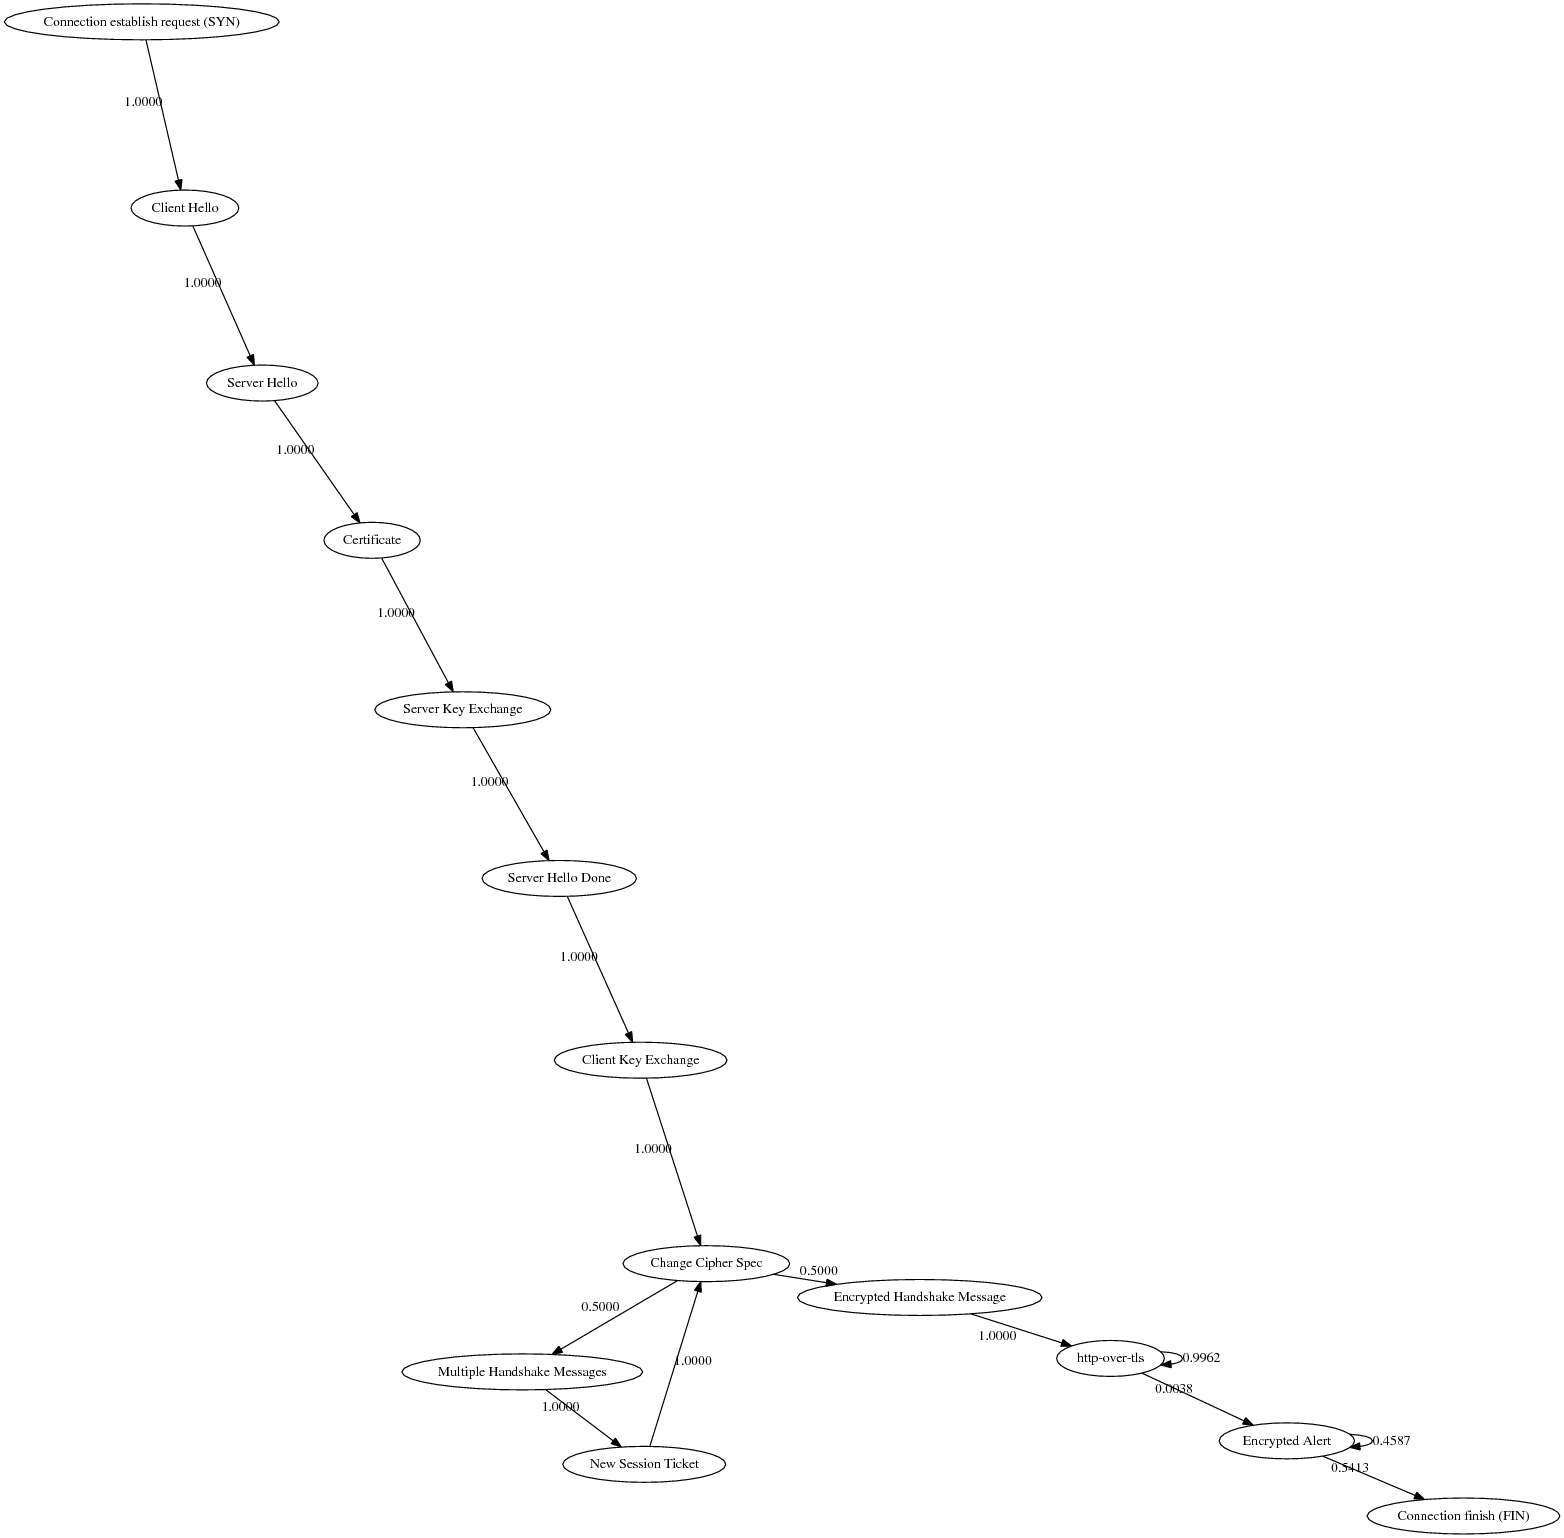 Connection establish request (SYN)
1.0000
Client Hello
1.0000
Server Hello
1.0000
Certificate
1.0000
Server Key Exchange
1.0000
Server Hello Done
1.0000
Client Key Exchange
1.0000
Change Cipher Spec
0.5000
Encrypted Handshake Message
0.5000
1.0000
http-over-tls
0.9962
1.0000
Multiple Handshake Messages
0.0038
1.0000
Encrypted Alert
0.4587
New Session Ticket
0.5413
Connection finish (FIN)